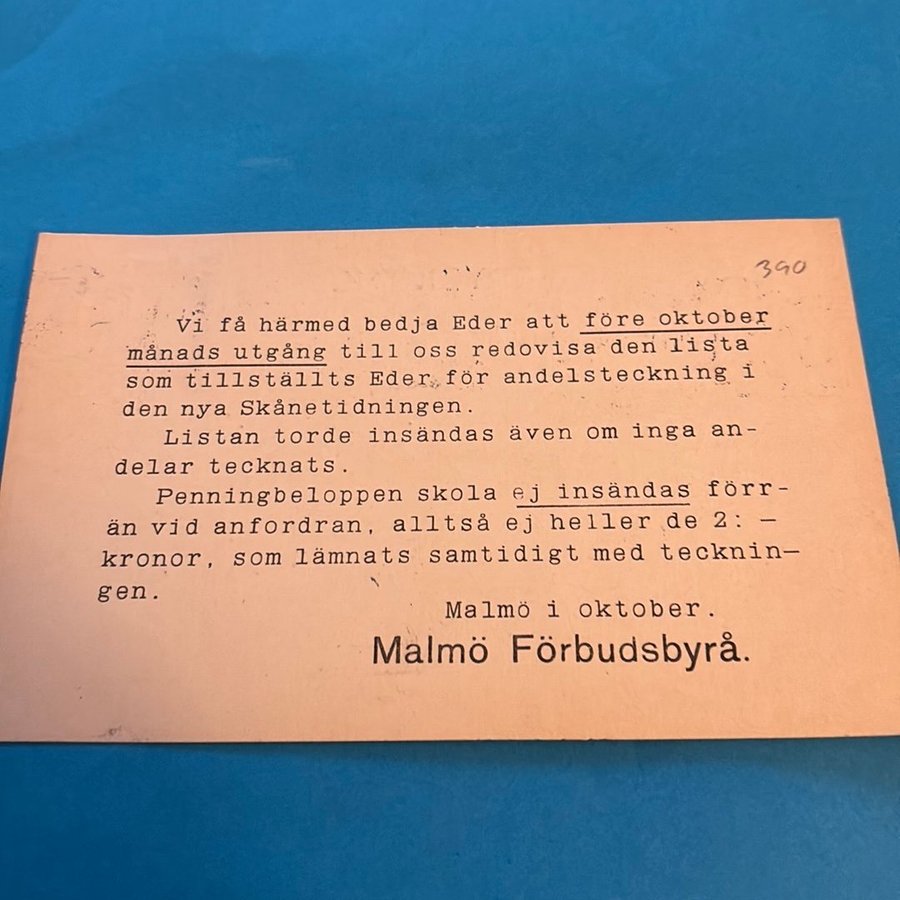 390
Vi få härmed bedja Eder att före oktober
månads utgång till oss redovisa den lista
som tillställts Eder för andelsteckning i
den nya Skånetidningen.
Listan torde insändas även om inga an-
delar tecknats.
Penningbeloppen skola ej insändas förr-
än vid anfordran, alltså ej heller de 2: —
kronor, som lämnats samtidigt med tecknin-
gen.
Malmö i oktober.
Malmö Förbudsbyrå.